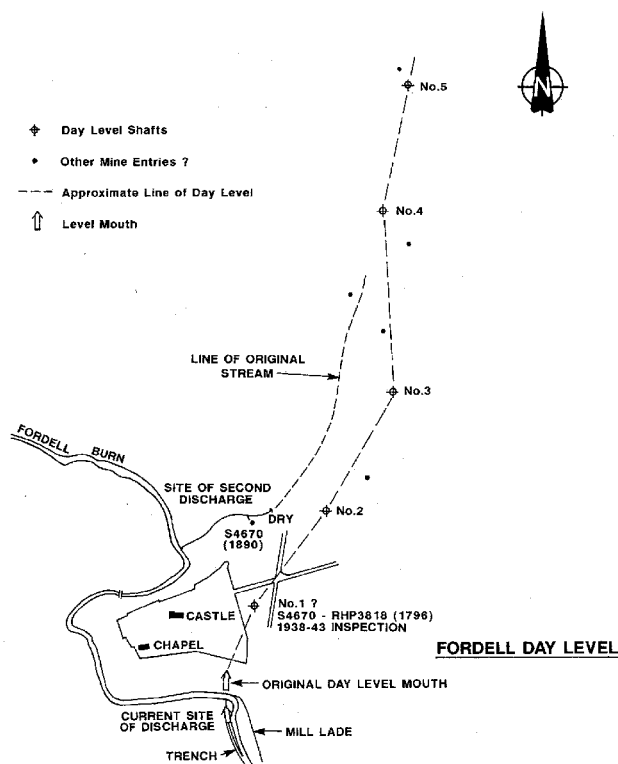 N
No.5
Day Level Shafts
Other Mine Entries ?
Approximate Line of Day Level
Level Mouth
No.4
LINE OF ORIGINAL
STREAM
No.3
FORDELL BURN
SITE OF SECOND
DISCHARGE
DRY
S4670
(1890)
No.2
No.1 ?
S4670 - RHP3818 (1796)
1938-43 INSPECTION
CASTLE
CHAPEL
FORDELL DAY LEVEL
ORIGINAL DAY LEVEL MOUTH
CURRENT SITE
OF DISCHARGE
MILL LADE
TRENCH